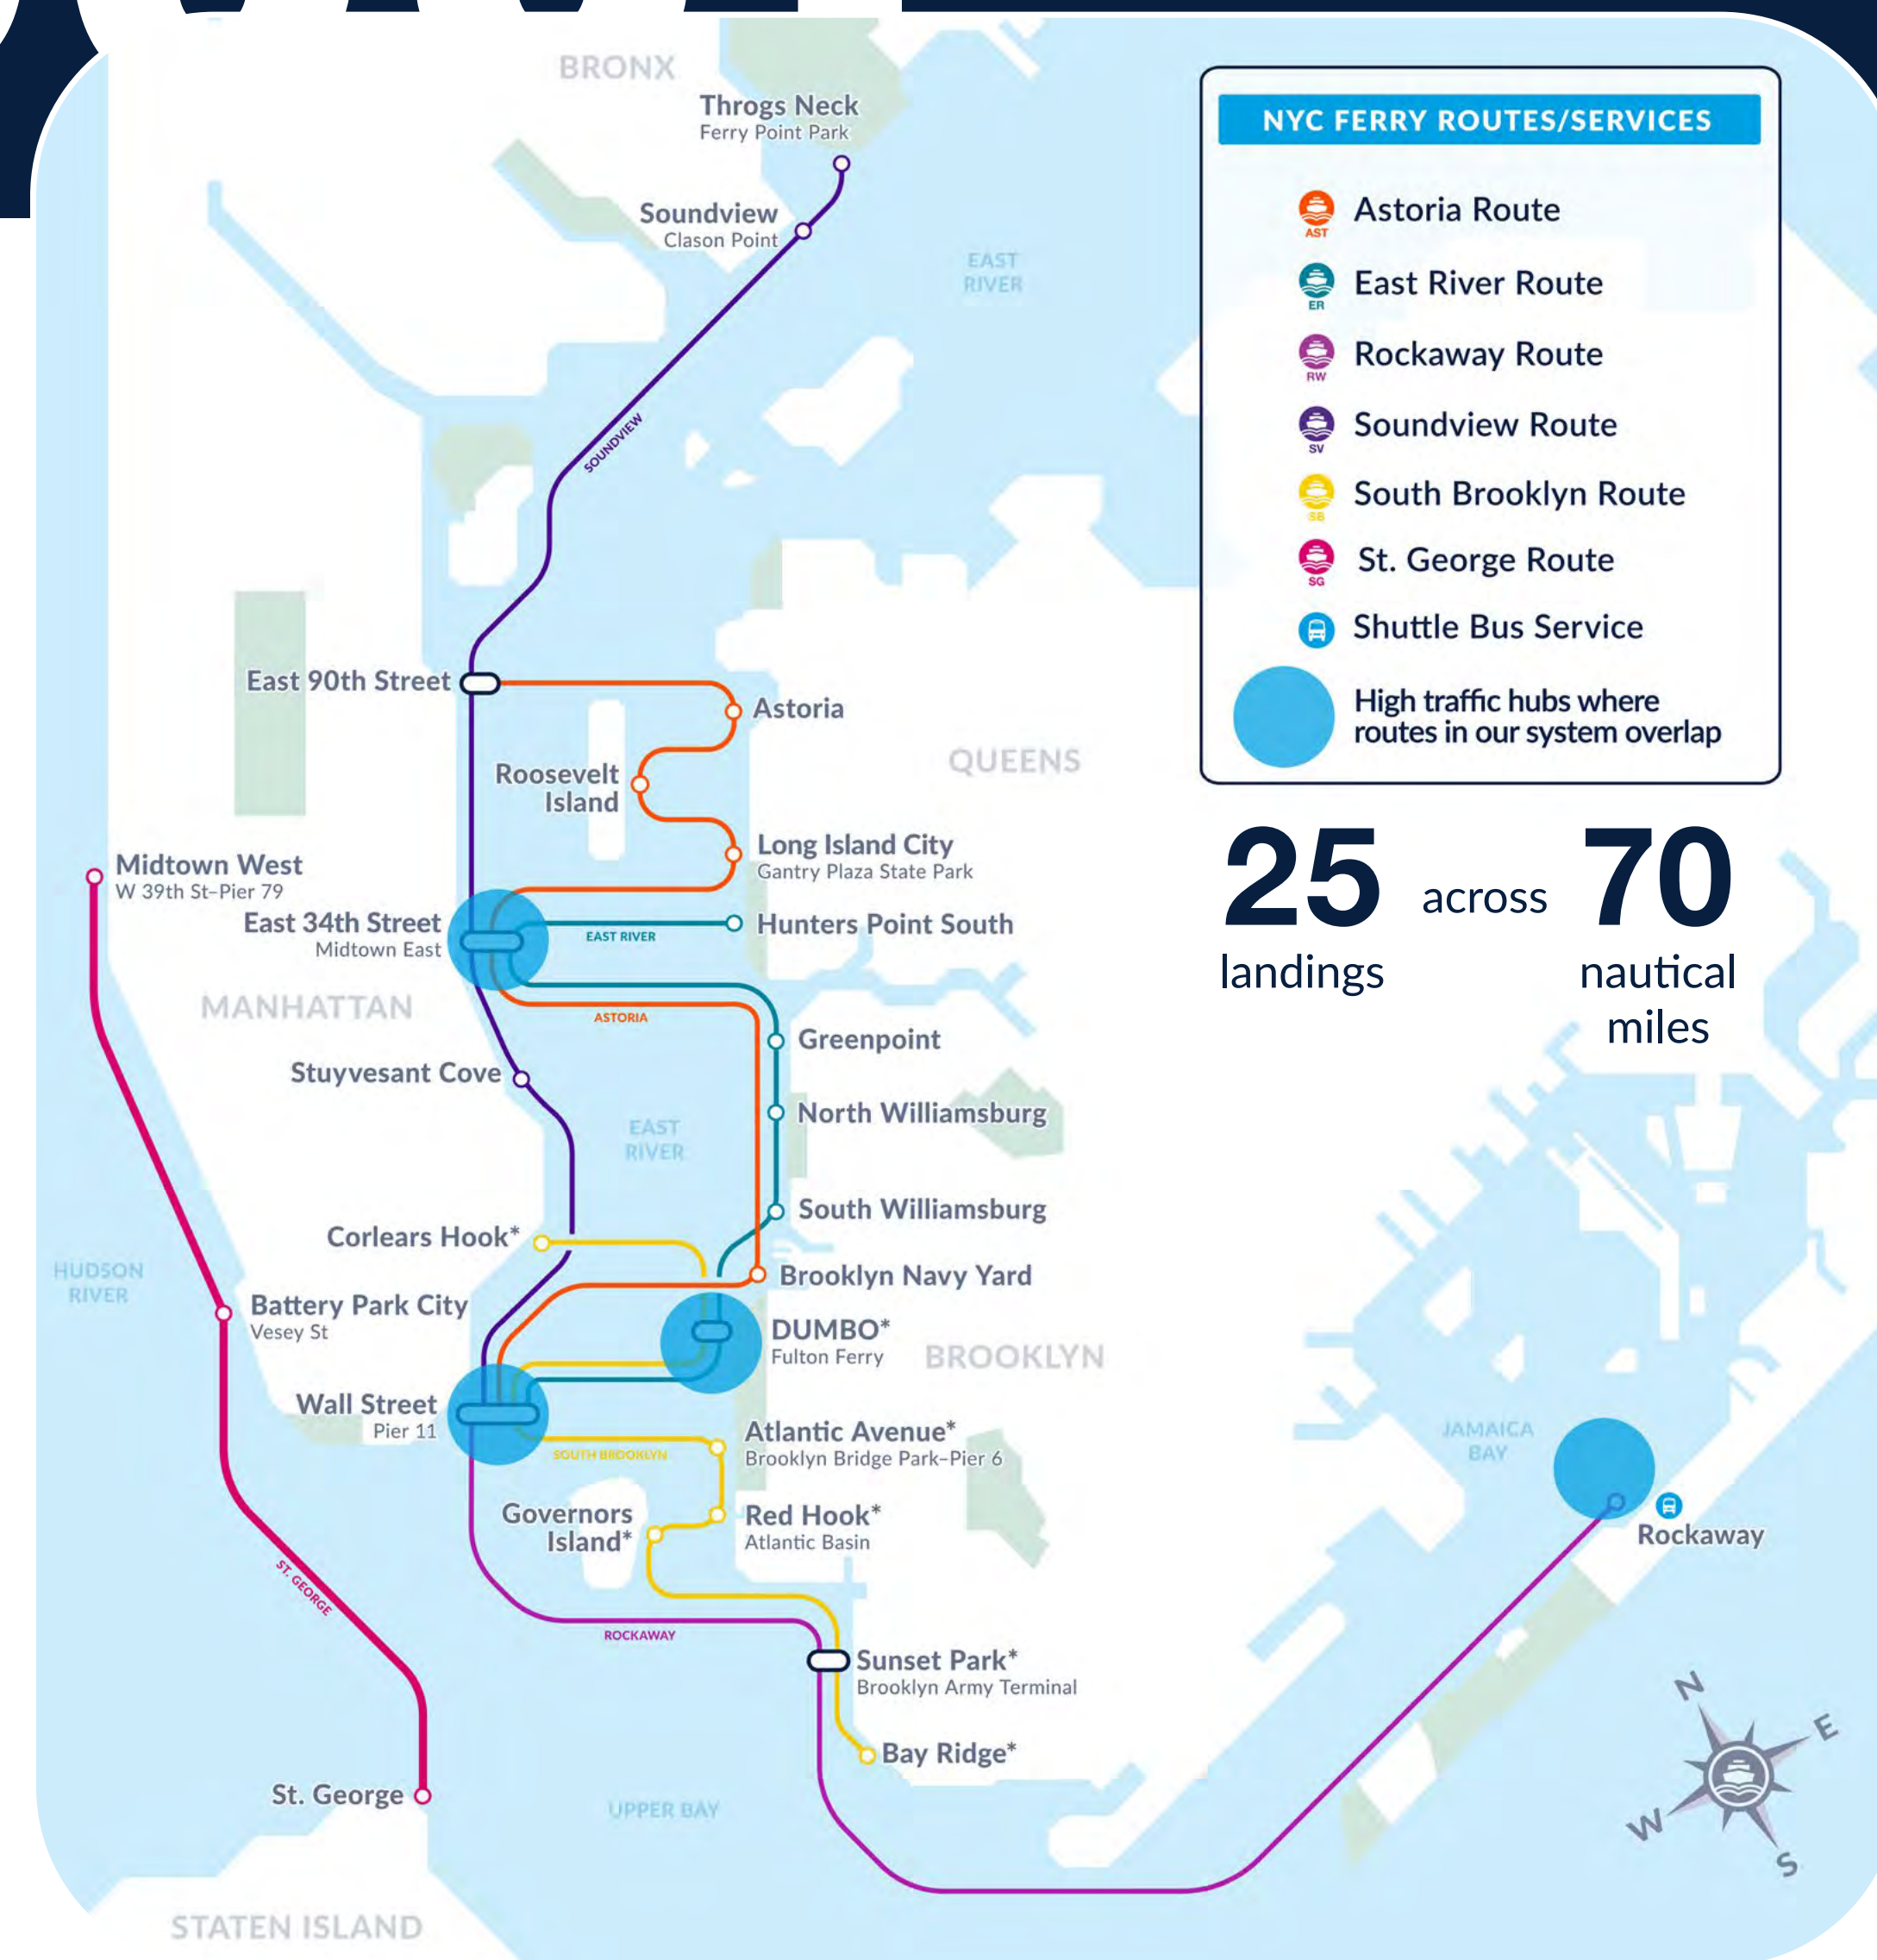 BRONX
Throgs Neck
Ferry Point Park
Soundview
Clason Point
EAST
RIVER
SOUNDVIEW
NYC FERRY ROUTES/SERVICES
AST
Astoria Route
ER
East River Route
RW
Rockaway Route
SV
Soundview Route
SB
South Brooklyn Route
SG
St. George Route
Shuttle Bus Service
High traffic hubs where
routes in our system overlap
25
landings
across
70
nautical
miles
East 90th Street
Astoria
Roosevelt
Island
QUEENS
Long Island City
Gantry Plaza State Park
Midtown West
W 39th St–Pier 79
East 34th Street
Midtown East
EAST RIVER
Hunters Point South
MANHATTAN
ASTORIA
Greenpoint
Stuyvesant Cove
North Williamsburg
EAST
RIVER
South Williamsburg
Corlears Hook*
HUDSON
RIVER
Brooklyn Navy Yard
Battery Park City
Vesey St
DUMBO*
Fulton Ferry
BROOKLYN
Wall Street
Pier 11
Atlantic Avenue*
Brooklyn Bridge Park–Pier 6
SOUTH BROOKLYN
JAMAICA
BAY
Governors
Island*
Red Hook*
Atlantic Basin
Rockaway
ST. GEORGE
ROCKAWAY
Sunset Park*
Brooklyn Army Terminal
Bay Ridge*
St. George
UPPER BAY
N
E
W
S
STATEN ISLAND